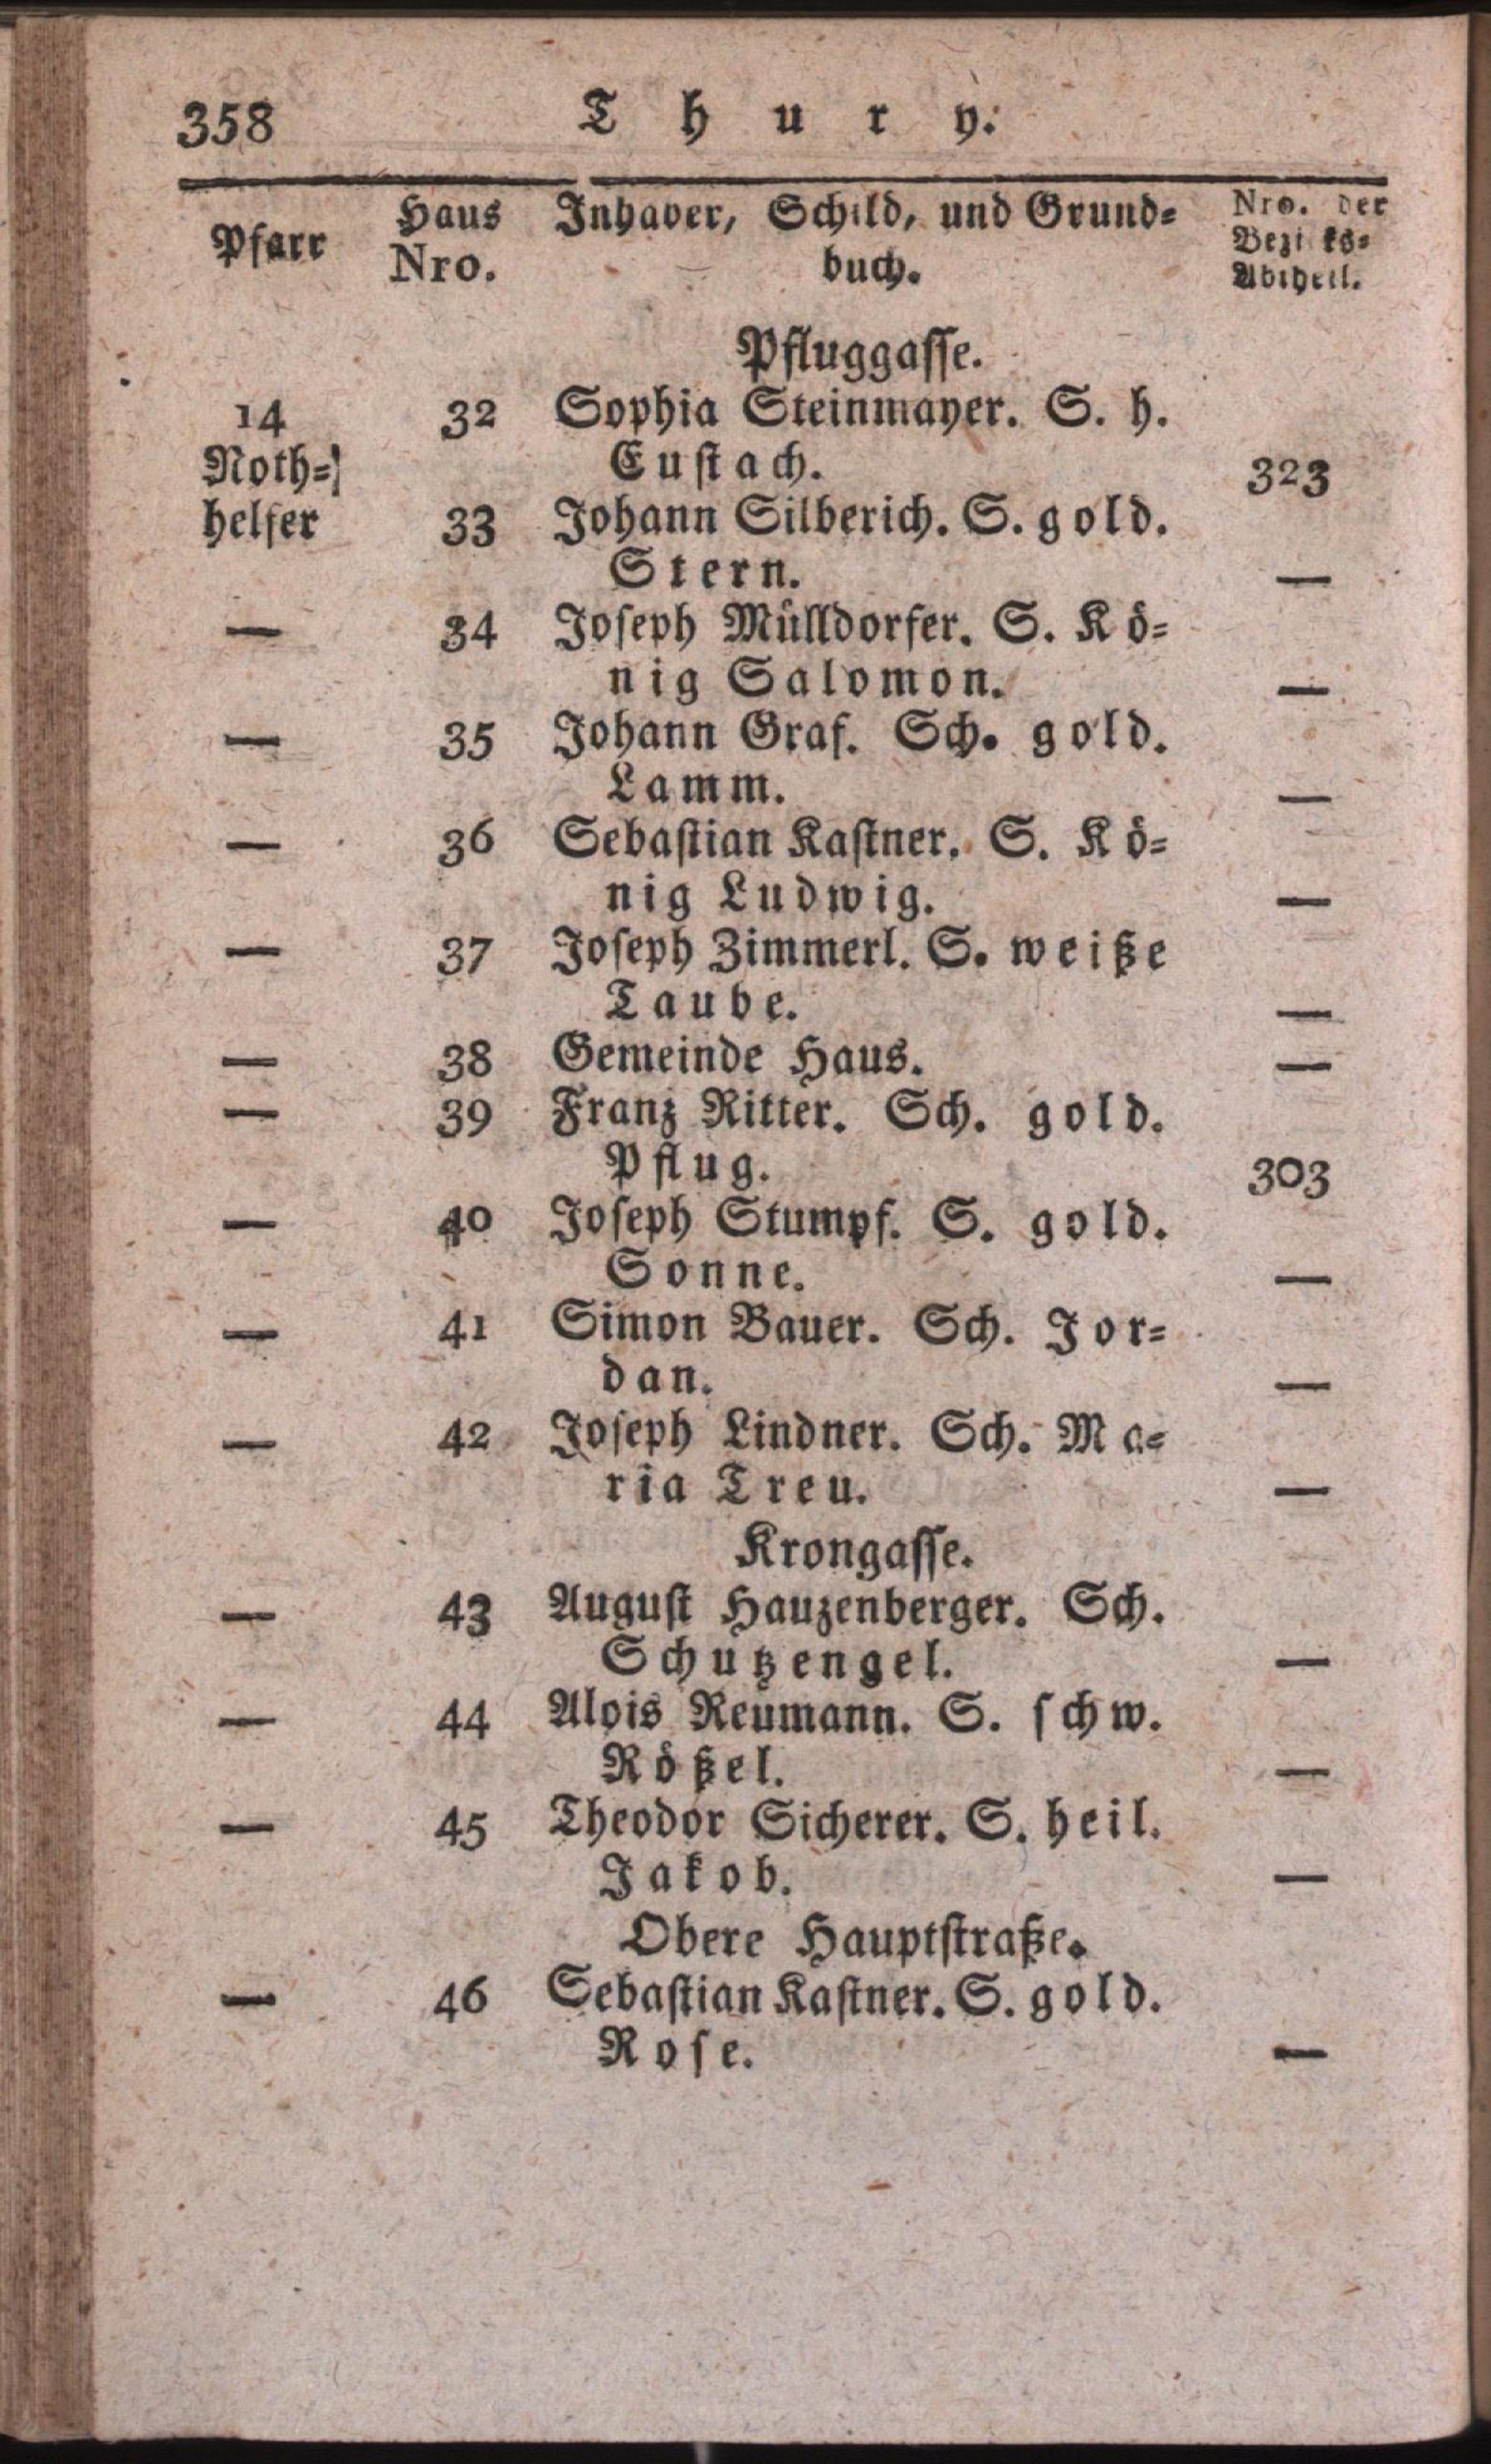 358 Thury.
Pfarr Haus Nro. Inhaber, Schild, und Grund=
buch. Nro. der Bezirks= Abtheil.
Pfluggasse.
14 32 Sophia Steinmayer. S. h.
Noth= Eustach. 323
helfer 33 Johann Silberich. S. gold.
Stern. —
— 34 Joseph Mülldorfer. S. Kö=
nig Salomon. —
— 35 Johann Graf. Sch. gold.
Lamm. —
— 36 Sebastian Kastner. S. Kö=
nig Ludwig. —
— 37 Joseph Zimmerl. S. weiße
Taube. —
— 38 Gemeinde Haus. —
— 39 Franz Ritter. Sch. gold.
Pflug. 303
— 40 Joseph Stumpf. S. gold.
Sonne. —
— 41 Simon Bauer. Sch. Jor=
dan. —
— 42 Joseph Lindner. Sch. Ma=
ria Treu. —
Krongasse.
— 43 August Hauzenberger. Sch.
Schutzengel. —
— 44 Alois Reumann. S. schw.
Rößel. —
— 45 Theodor Sicherer. S. heil.
Jakob. —
Obere Hauptstraße.
— 46 Sebastian Kastner. S. gold.
Rose. —